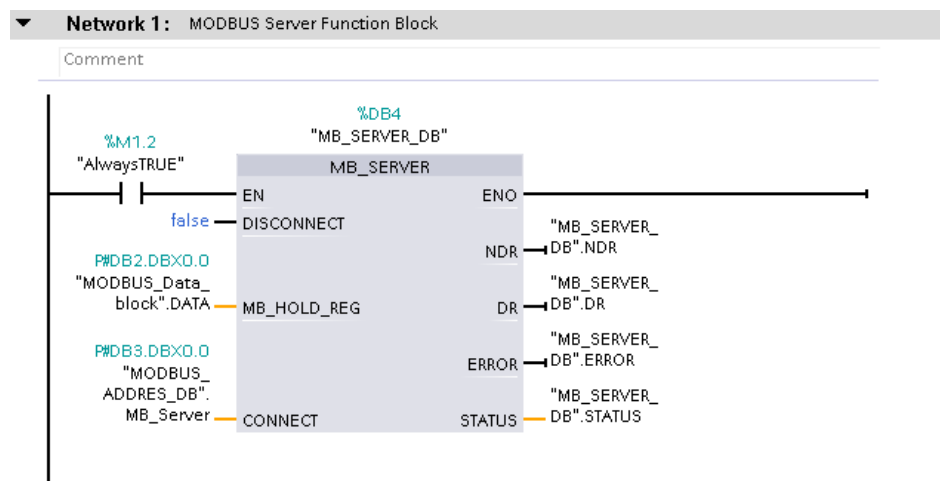 Network 1: MODBUS Server Function Block
Comment
%DB4
"MB_SERVER_DB"
%M1.2
"AlwaysTRUE"
MB_SERVER
EN
ENO
false
DISCONNECT
"MB_SERVER_
DB".NDR
NDR
P#DB2.DBX0.0
"MODBUS_Data_
block".DATA
MB_HOLD_REG
"MB_SERVER_
DB".DR
DR
P#DB3.DBX0.0
"MODBUS_
ADDRES_DB".
MB_Server
CONNECT
"MB_SERVER_
DB".ERROR
ERROR
"MB_SERVER_
DB".STATUS
STATUS